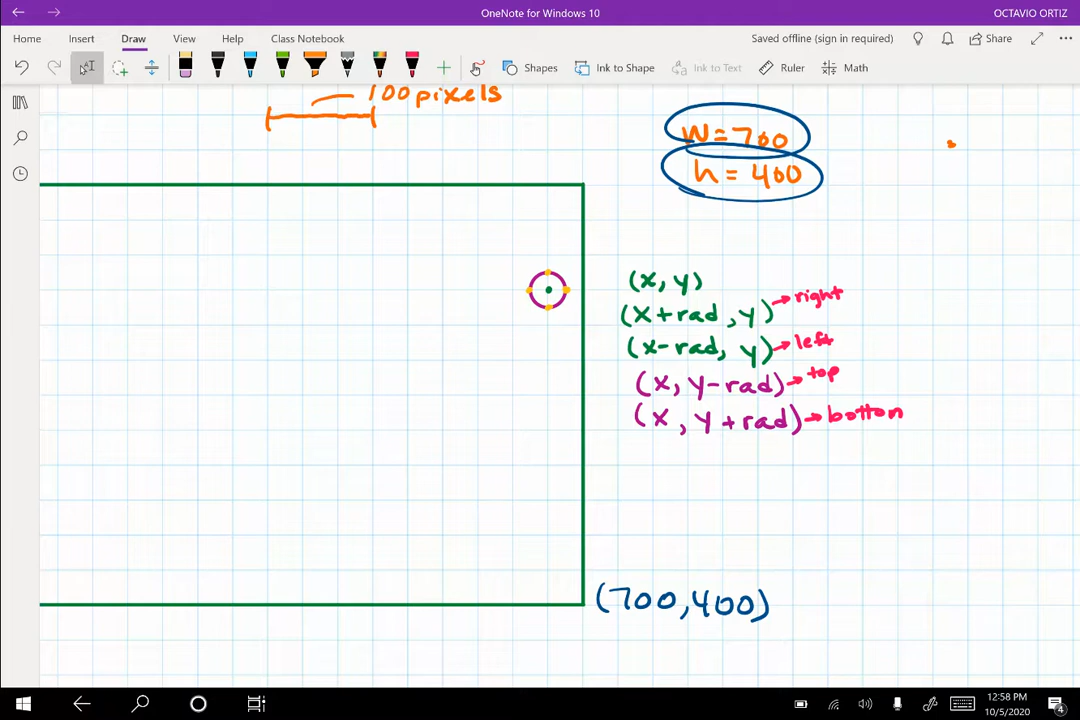 OneNote for Windows 10
OCTAVIO ORTIZ
Home Insert Draw View Help Class Notebook
Saved offline (sign in required)
Share
Shapes
Ink to Shape
Ink to Text
Ruler
Math
100 pixels
W = 700
h = 400
(x, y)
(x+rad, y) → right
(x-rad, y) → left
(x, y-rad) → top
(x, y+rad) → botton
(700,400)
12:58 PM
10/5/2020
4